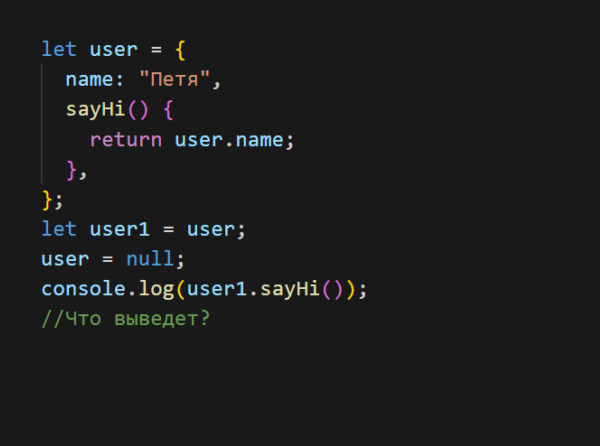 let user = {
  name: "Петя",
  sayHi() {
    return user.name;
  },
};
let user1 = user;
user = null;
console.log(user1.sayHi());
//Что выведет?